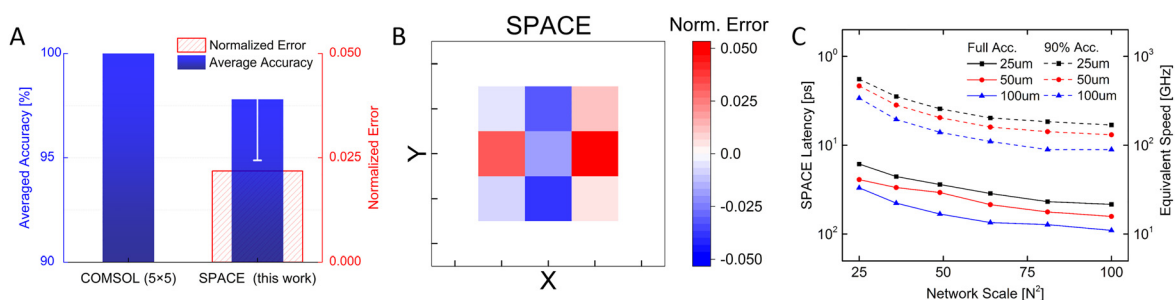 A
Averaged Accuracy [%]
100
95
90
Normalized Error
Average Accuracy
0.050
0.025
0.000
Normalized Error
COMSOL (5×5)
SPACE (this work)
B
SPACE
Y
X
Norm. Error
0.050
0.025
0.0
-0.025
-0.050
C
SPACE Latency [ps]
10⁰
10¹
10²
Full Acc. 90% Acc.
25um 25um
50um 50um
100um 100um
10³
10²
10¹
Equivalent Speed [GHz]
25 50 75 100
Network Scale [N²]